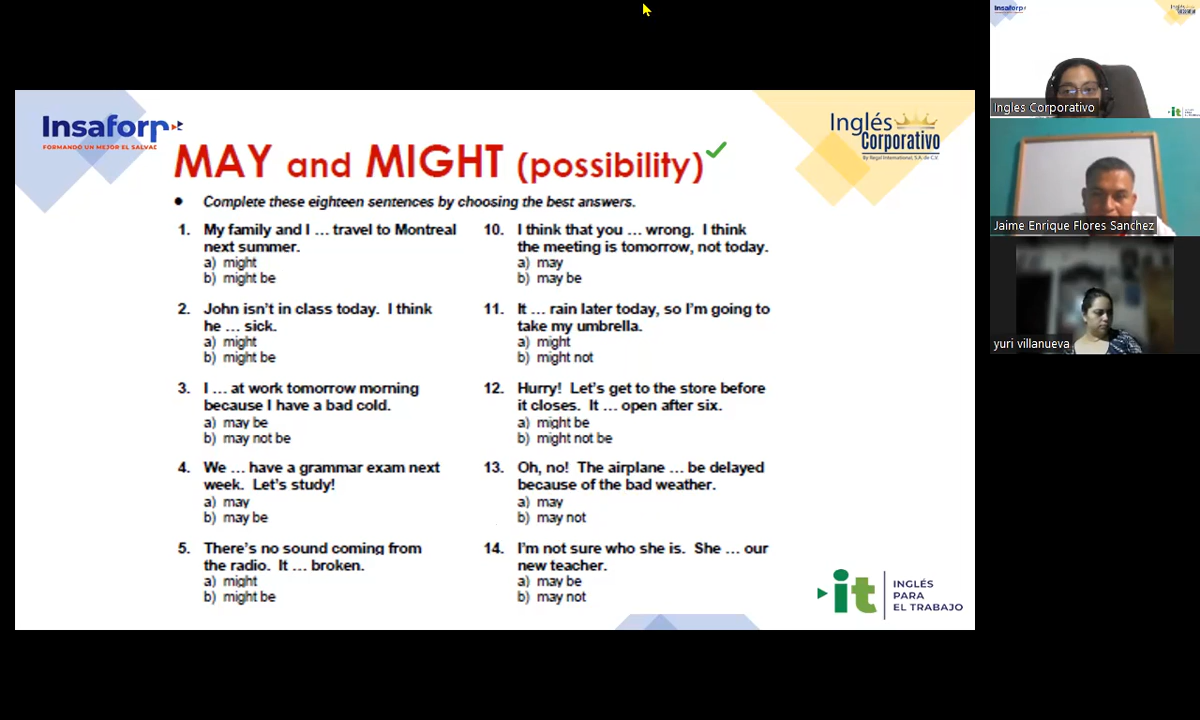 Insaforp
FORMANDO UN MEJOR EL SALVAD
Inglés
Corporativo
By Regal International, S.A. de C.V.
MAY and MIGHT (possibility)
Complete these eighteen sentences by choosing the best answers.
1. My family and I … travel to Montreal
next summer.
a) might
b) might be
2. John isn't in class today. I think
he … sick.
a) might
b) might be
3. I … at work tomorrow morning
because I have a bad cold.
a) may be
b) may not be
4. We … have a grammar exam next
week. Let's study!
a) may
b) may be
5. There's no sound coming from
the radio. It … broken.
a) might
b) might be
10. I think that you … wrong. I think
the meeting is tomorrow, not today.
a) may
b) may be
11. It … rain later today, so I'm going to
take my umbrella.
a) might
b) might not
12. Hurry! Let's get to the store before
it closes. It … open after six.
a) might be
b) might not be
13. Oh, no! The airplane … be delayed
because of the bad weather.
a) may
b) may not
14. I'm not sure who she is. She … our
new teacher.
a) may be
b) may not
it
INGLÉS
PARA
EL TRABAJO
Insaforp
Ingles Corporativo
it
Jaime Enrique Flores Sanchez
yuri villanueva